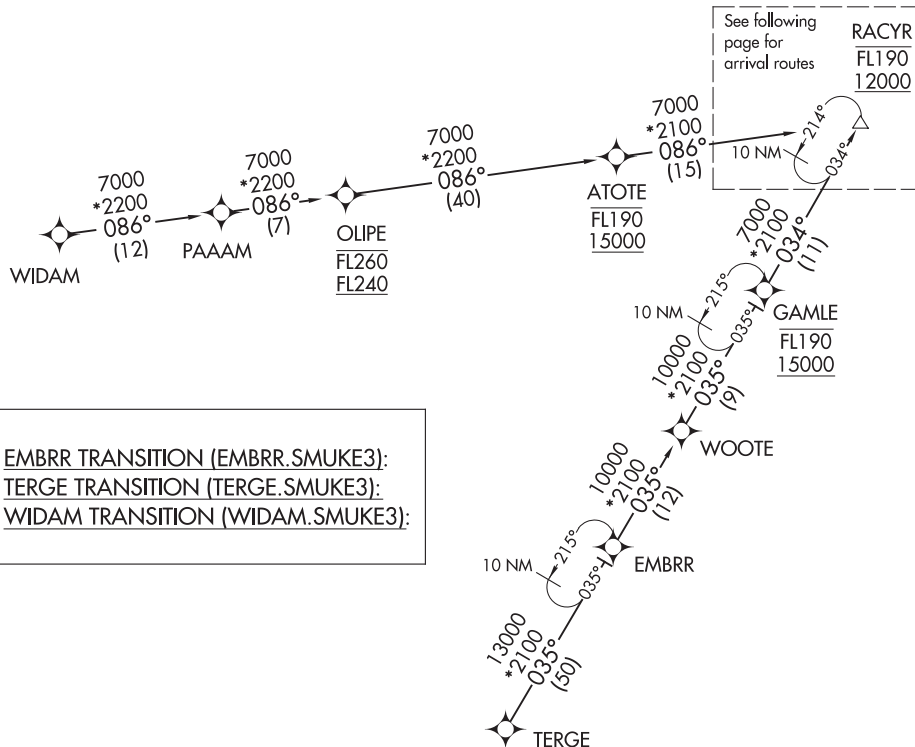 See following
page for
arrival routes
RACYR
FL190
12000
214°
10 NM
034°
7000
*2100
086°
(15)
7000
*2200
086°
(40)
7000
*2200
086°
(7)
7000
*2200
086°
(12)
WIDAM
PAAAM
OLIPE
FL260
FL240
ATOTE
FL190
15000
7000
*2100
034°
(11)
215°
10 NM
035°
GAMLE
FL190
15000
10000
*2100
035°
(9)
WOOTE
EMBRR TRANSITION (EMBRR.SMUKE3):
TERGE TRANSITION (TERGE.SMUKE3):
WIDAM TRANSITION (WIDAM.SMUKE3):
10000
*2100
035°
(12)
215°
10 NM
035°
EMBRR
13000
*2100
035°
(50)
TERGE